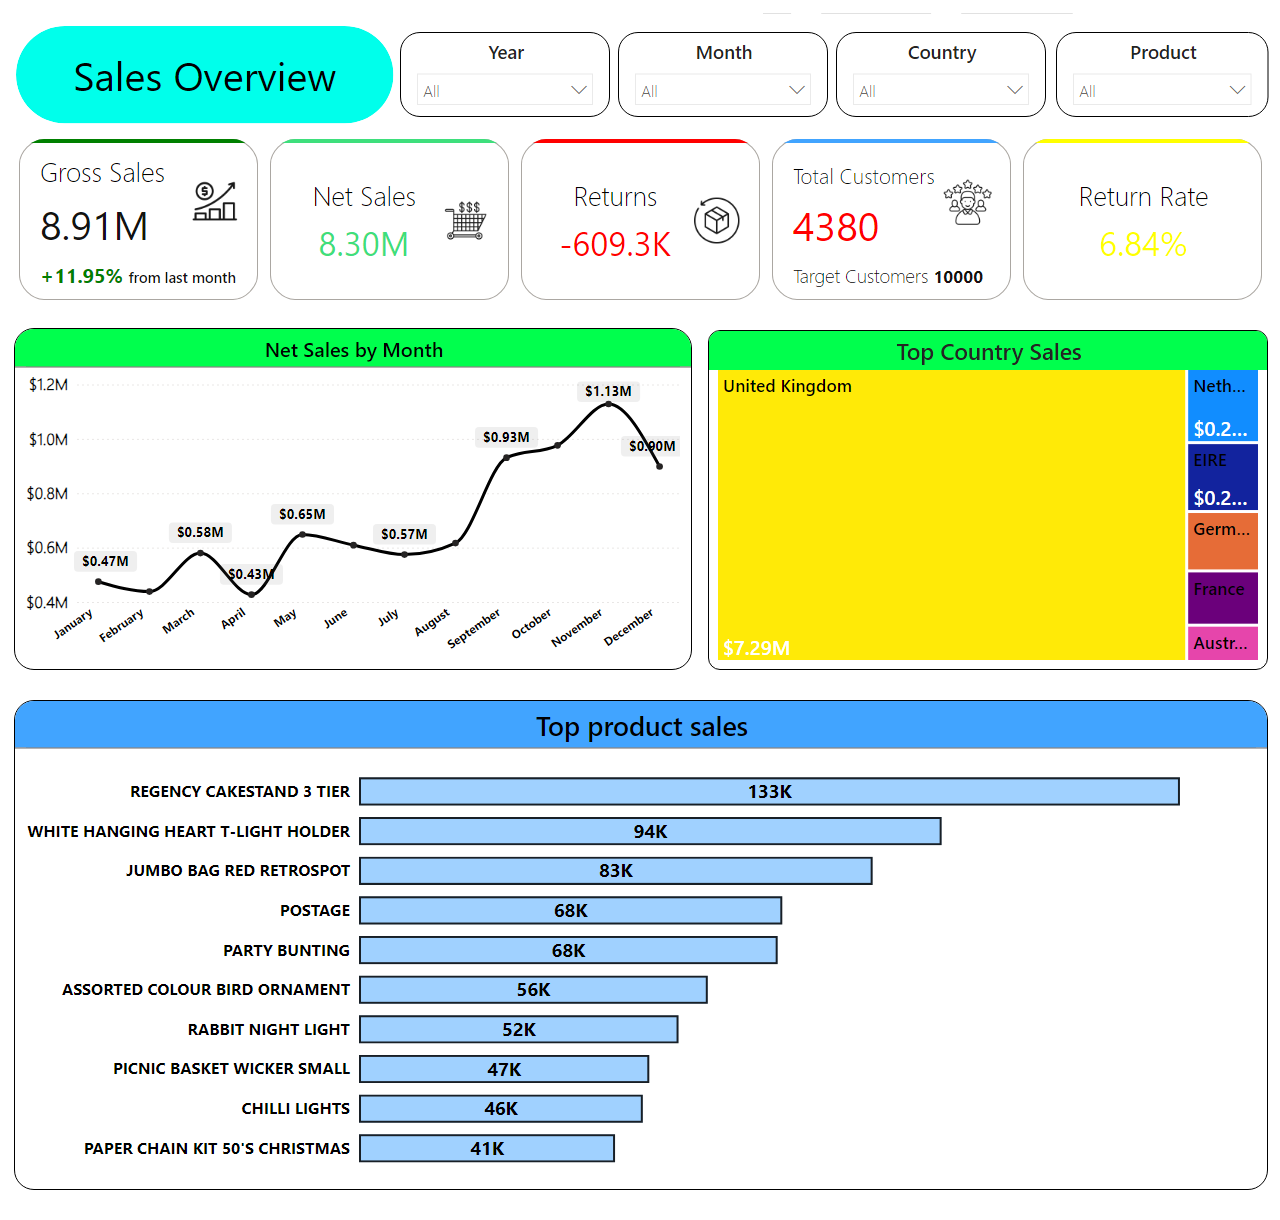 Sales Overview
Year
All
Month
All
Country
All
Product
All
Gross Sales
8.91M
+11.95% from last month
Net Sales
8.30M
Returns
-609.3K
Total Customers
4380
Target Customers 10000
Return Rate
6.84%
Net Sales by Month
$1.2M
$1.0M
$0.8M
$0.6M
$0.4M
$0.47M
$0.58M
$0.43M
$0.65M
$0.57M
$0.93M
$1.13M
$0.90M
January
February
March
April
May
June
July
August
September
October
November
December
Top Country Sales
United Kingdom
$7.29M
Neth...
$0.2...
EIRE
$0.2...
Germ...
France
Austr...
Top product sales
REGENCY CAKESTAND 3 TIER 133K
WHITE HANGING HEART T-LIGHT HOLDER 94K
JUMBO BAG RED RETROSPOT 83K
POSTAGE 68K
PARTY BUNTING 68K
ASSORTED COLOUR BIRD ORNAMENT 56K
RABBIT NIGHT LIGHT 52K
PICNIC BASKET WICKER SMALL 47K
CHILLI LIGHTS 46K
PAPER CHAIN KIT 50'S CHRISTMAS 41K